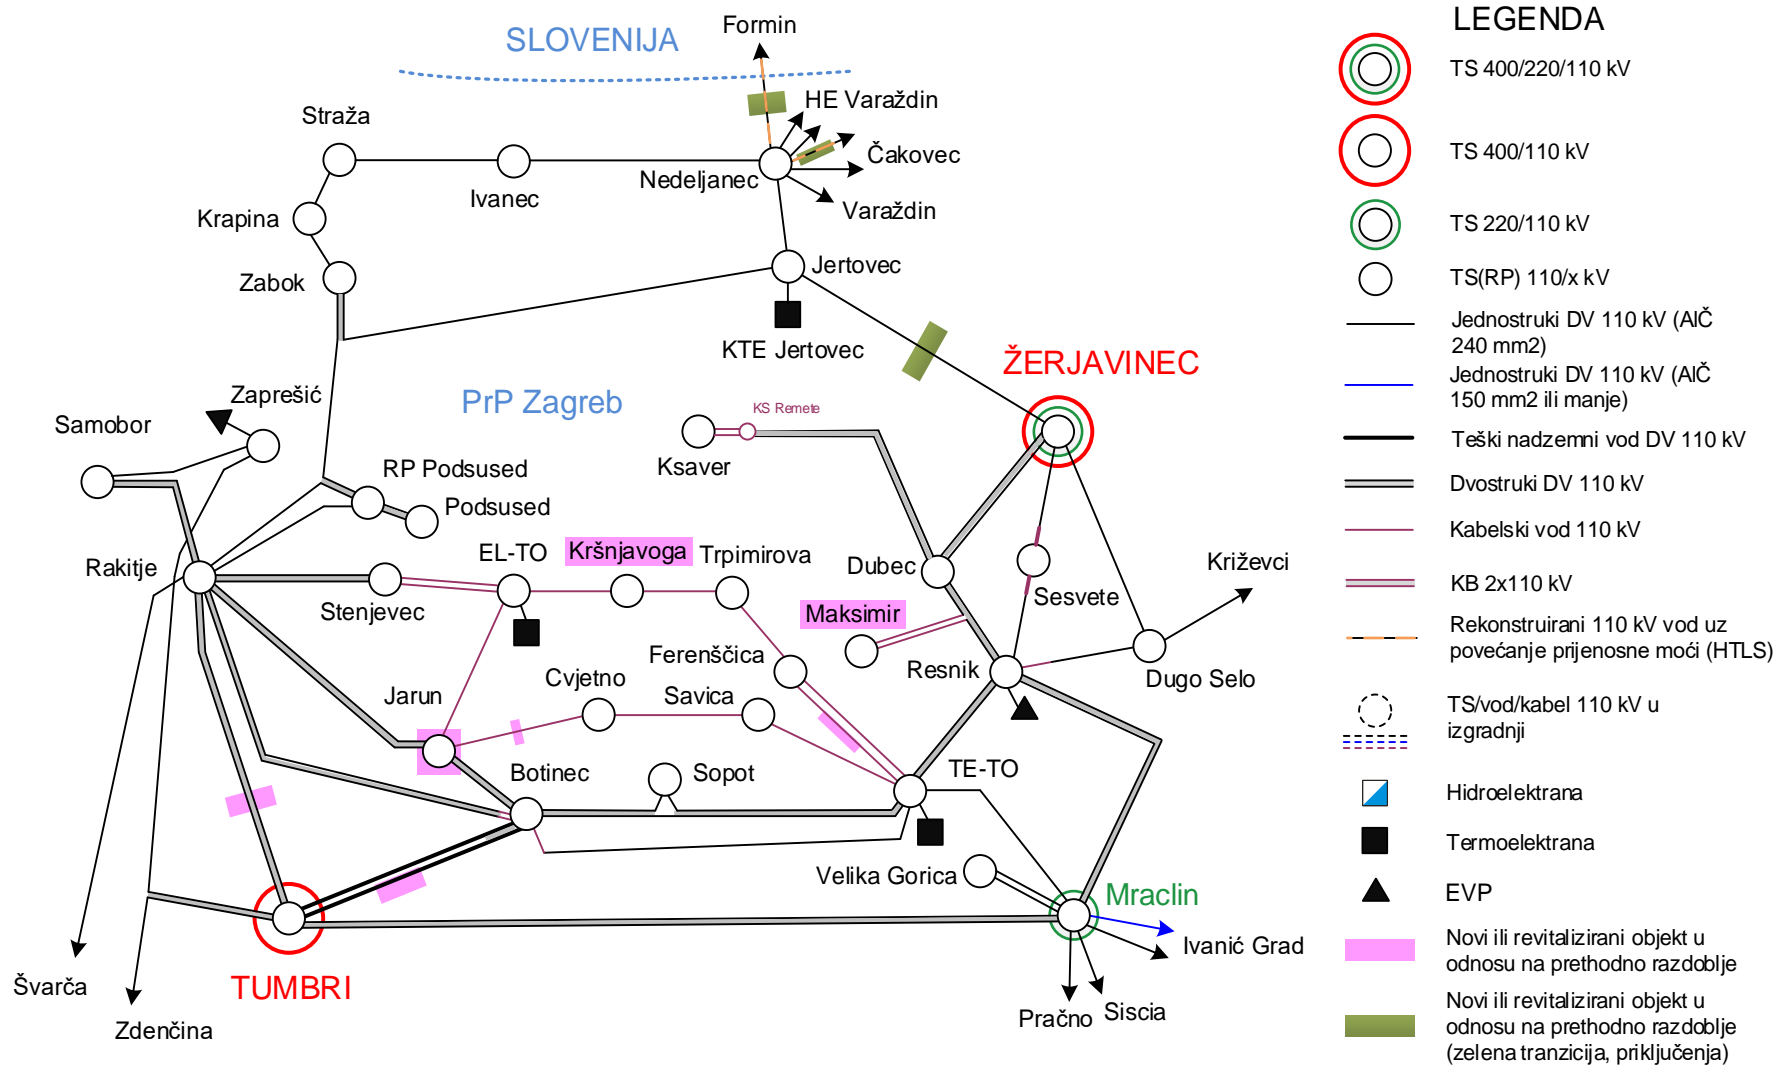 Formin
SLOVENIJA
HE Varaždin
Straža
Čakovec
Nedeljanec
Ivanec
Varaždin
Krapina
Jertovec
Zabok
KTE Jertovec
ŽERJAVINEC
Zaprešić
PrP Zagreb
KS Remete
Samobor
RP Podsused
Ksaver
Podsused
EL-TO
Kršnjavoga
Trpimirova
Dubec
Križevci
Rakitje
Stenjevec
Sesvete
Maksimir
Ferenščica
Resnik
Cvjetno
Savica
Dugo Selo
Jarun
Botinec
Sopot
TE-TO
Velika Gorica
Mraclin
Ivanić Grad
Švarča
TUMBRI
Siscia
Pračno
Zdenčina
LEGENDA
TS 400/220/110 kV
TS 400/110 kV
TS 220/110 kV
TS(RP) 110/x kV
Jednostruki DV 110 kV (AlČ
240 mm2)
Jednostruki DV 110 kV (AlČ
150 mm2 ili manje)
Teški nadzemni vod DV 110 kV
Dvostruki DV 110 kV
Kabelski vod 110 kV
KB 2x110 kV
Rekonstruirani 110 kV vod uz
povećanje prijenosne moći (HTLS)
TS/vod/kabel 110 kV u
izgradnji
Hidroelektrana
Termoelektrana
EVP
Novi ili revitalizirani objekt u
odnosu na prethodno razdoblje
Novi ili revitalizirani objekt u
odnosu na prethodno razdoblje
(zelena tranzicija, priključenja)